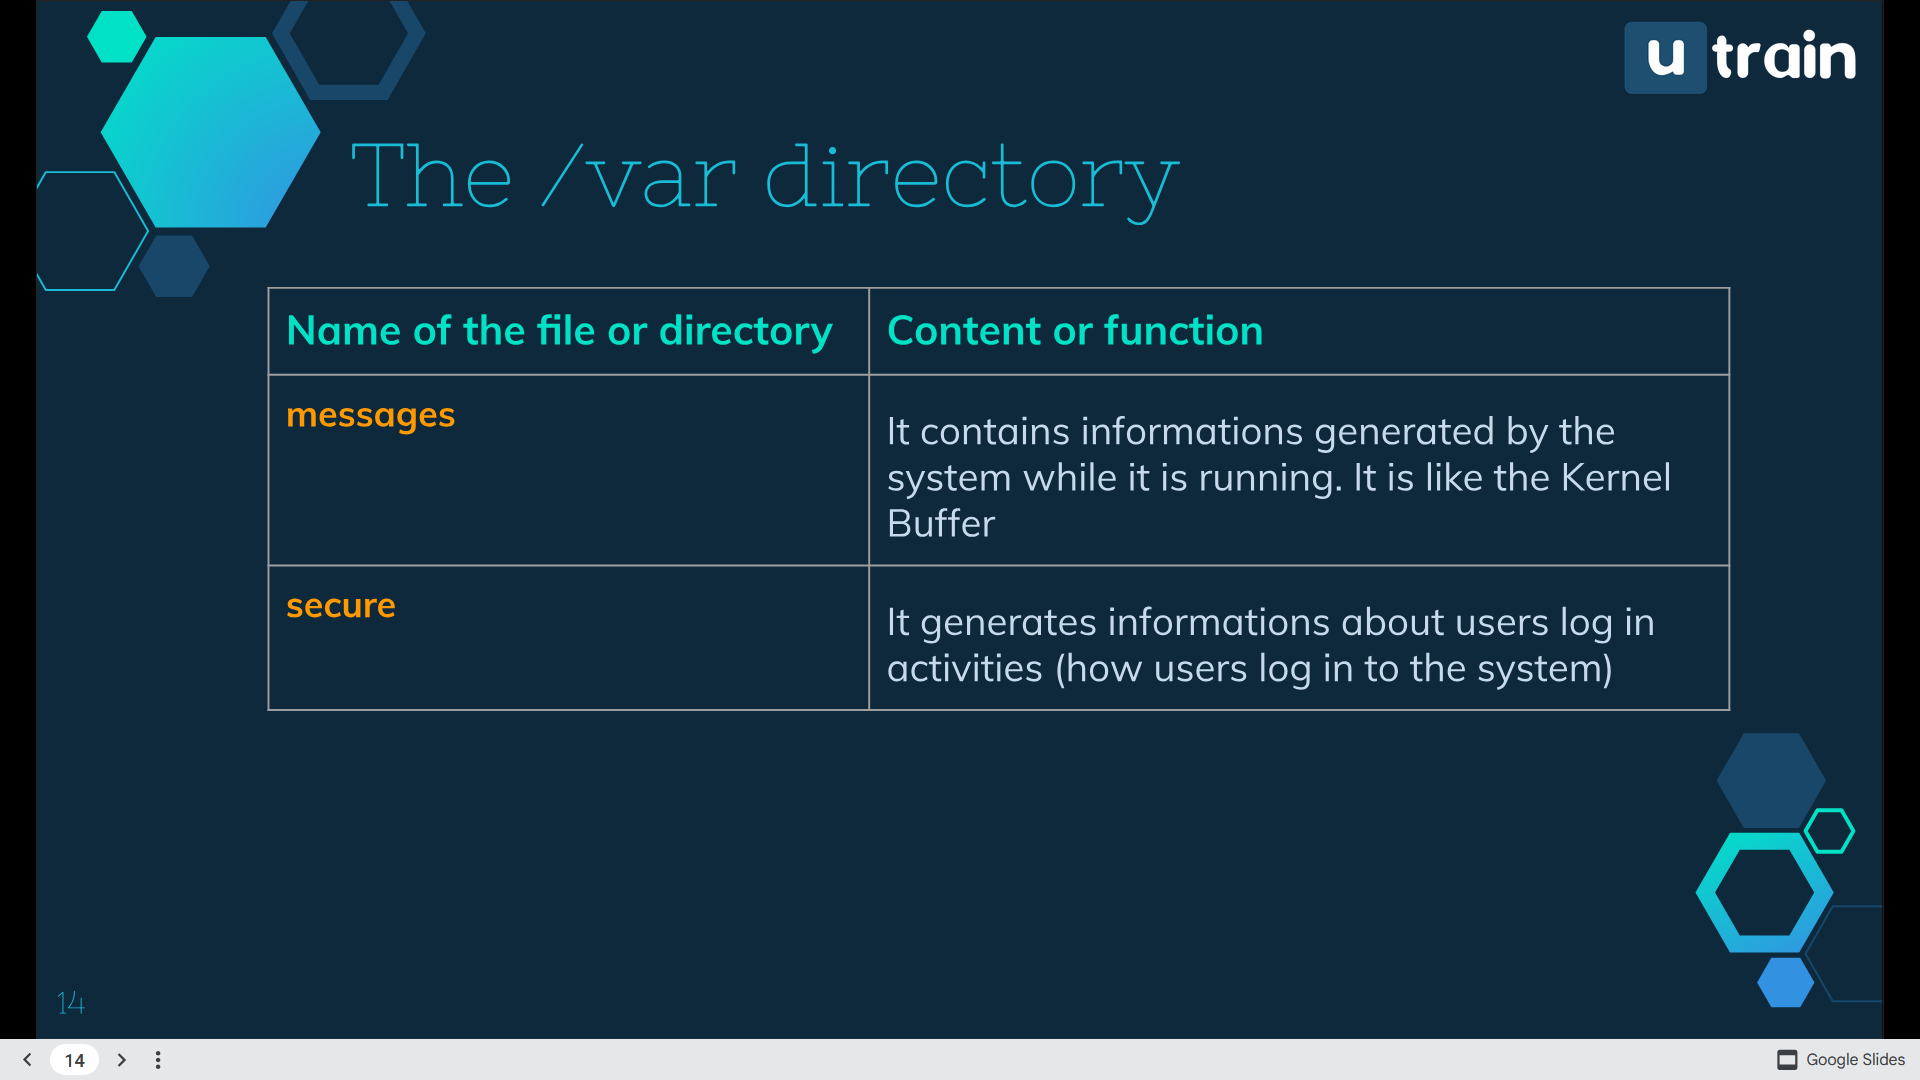 u train
The /var directory
Name of the file or directory
Content or function
messages
It contains informations generated by the
system while it is running. It is like the Kernel
Buffer
secure
It generates informations about users log in
activities (how users log in to the system)
14
14
Google Slides